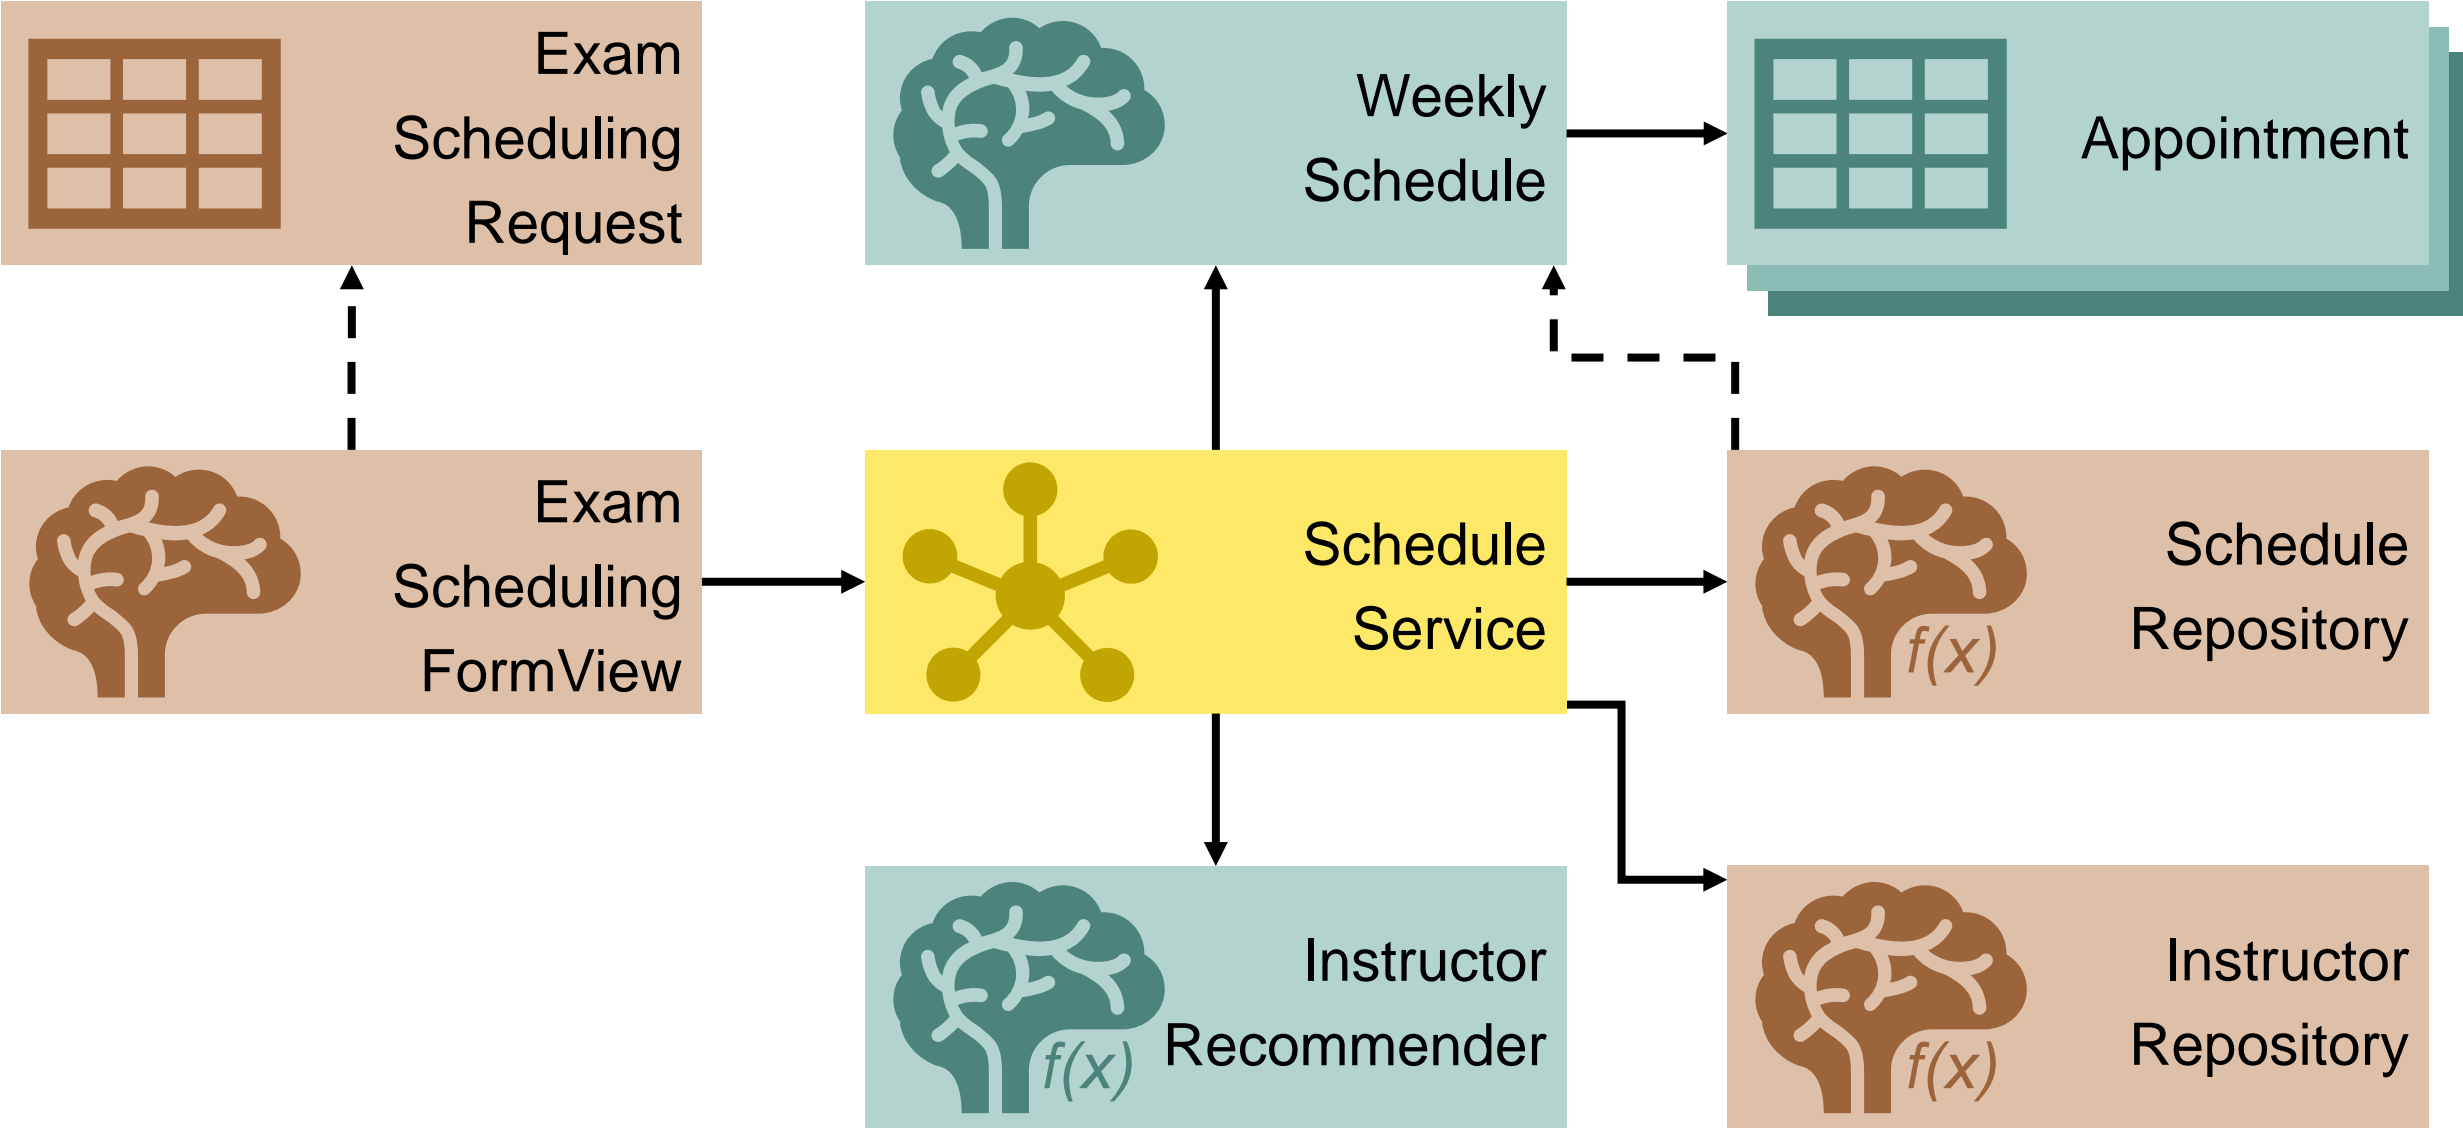 Exam
Scheduling
Request
Weekly
Schedule
Appointment
Exam
Scheduling
FormView
Schedule
Service
Schedule
Repository
f(x)
Instructor
Recommender
f(x)
Instructor
Repository
f(x)